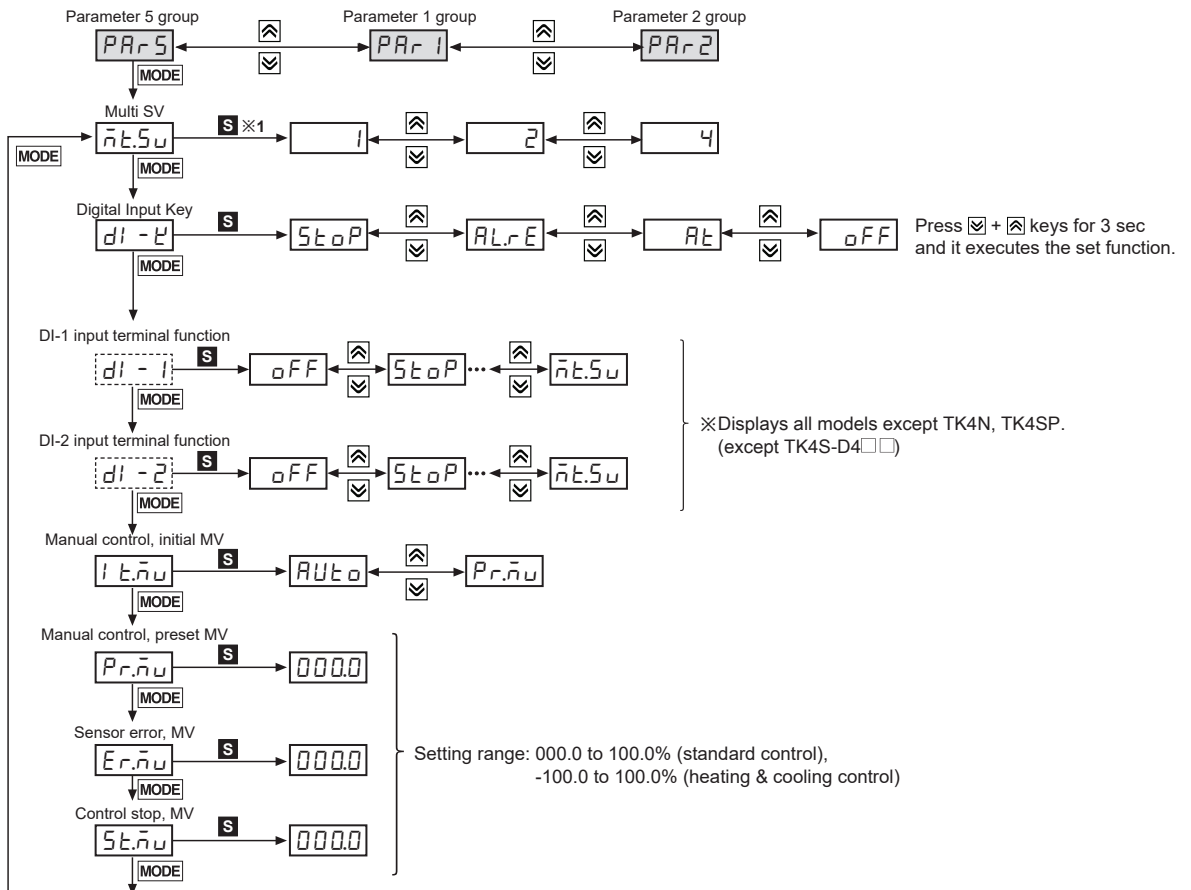 Parameter 5 group
Parameter 1 group
Parameter 2 group
PAr5
PAr1
PAr2
MODE
Multi SV
MODE
m̄t.Su
S ※1
1
2
4
MODE
Digital Input Key
dI -K
S
StoP
AL.rE
At
oFF
Press + keys for 3 sec
and it executes the set function.
MODE
DI-1 input terminal function
dI - 1
S
oFF
StoP
•••
m̄t.Su
MODE
DI-2 input terminal function
dI -2
S
oFF
StoP
•••
m̄t.Su
MODE
※Displays all models except TK4N, TK4SP.
(except TK4S-D4□□)
Manual control, initial MV
It.m̄u
S
AUto
Pr.m̄u
MODE
Manual control, preset MV
Pr.m̄u
S
000.0
MODE
Sensor error, MV
Er.m̄u
S
000.0
MODE
Control stop, MV
St.m̄u
S
000.0
MODE
Setting range: 000.0 to 100.0% (standard control),
-100.0 to 100.0% (heating & cooling control)